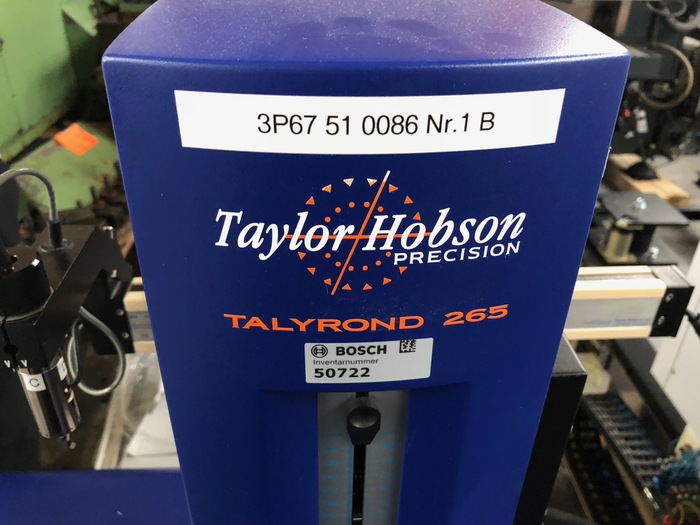 3P67 51 0086 Nr.1 B
Taylor Hobson
PRECISION
TALYROND 265
BOSCH
Inventarnummer
50722
C